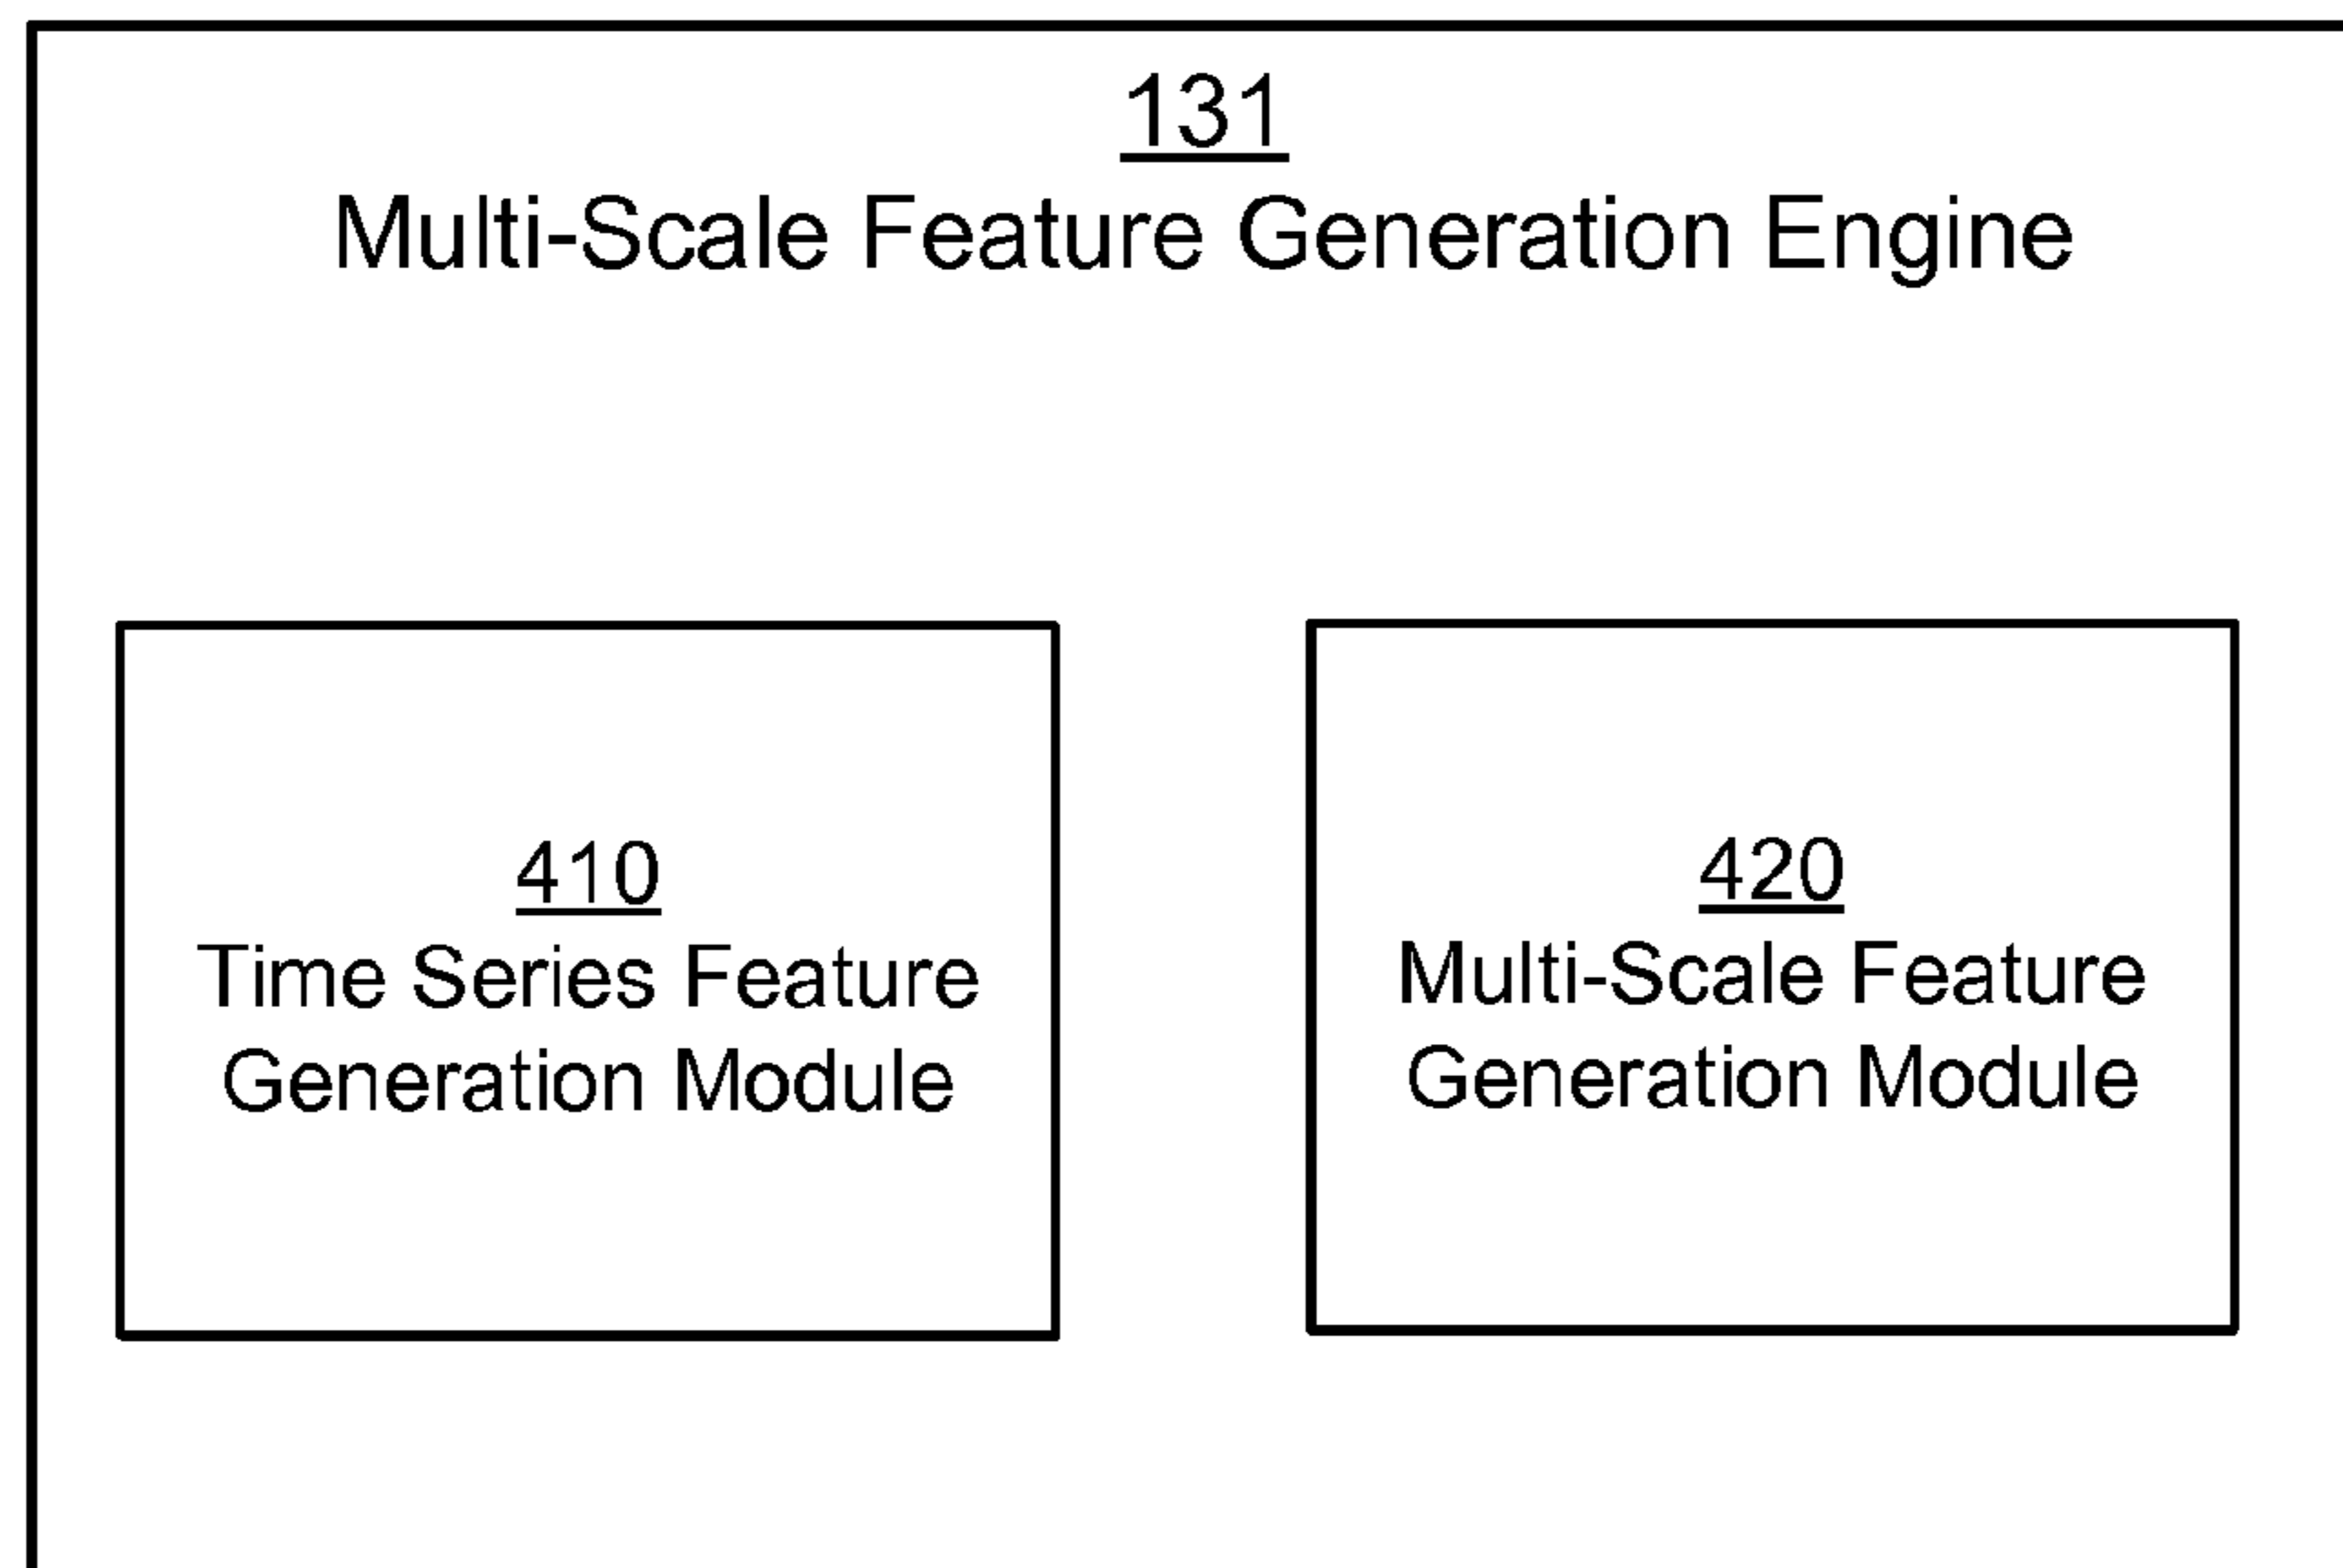 131
Multi-Scale Feature Generation Engine
410
Time Series Feature
Generation Module
420
Multi-Scale Feature
Generation Module